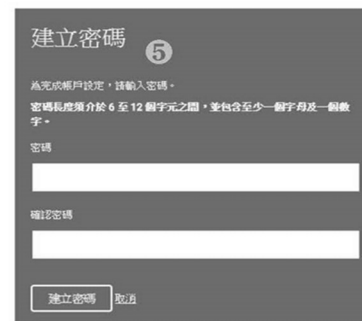 建立密碼
5
為完成帳戶設定，請輸入密碼。
密碼長度須介於 6 至 12 個字元之間，並包含至少一個字母及一個數
字。
密碼
確認密碼
建立密碼 取消